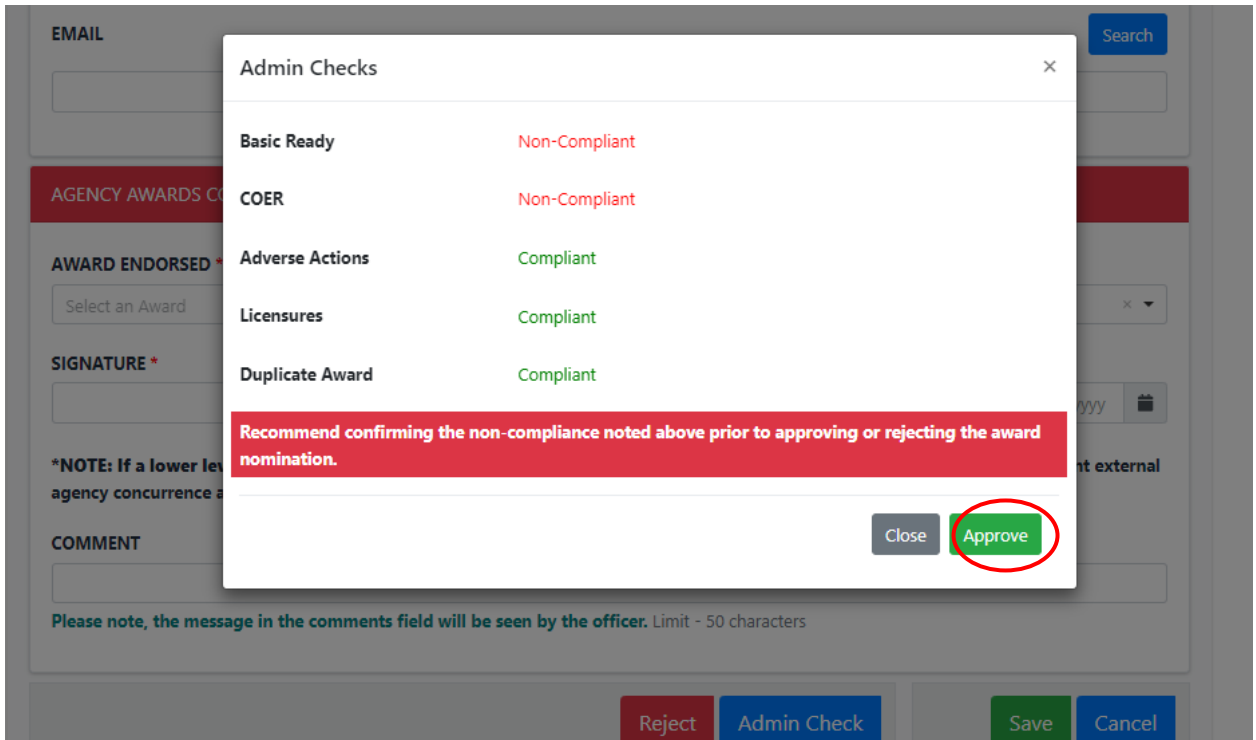 EMAIL
Search
Admin Checks
×
Basic Ready Non-Compliant
COER Non-Compliant
AGENCY AWARDS
Adverse Actions Compliant
AWARD ENDORSED *
Select an Award
× 
Licensures Compliant
SIGNATURE *
Duplicate Award Compliant
Recommend confirming the non-compliance noted above prior to approving or rejecting the award
nomination.
*NOTE: If a lower
external
agency concurrence
Close Approve
COMMENT
Please note, the message in the comments field will be seen by the officer. Limit - 50 characters
Reject Admin Check Save Cancel